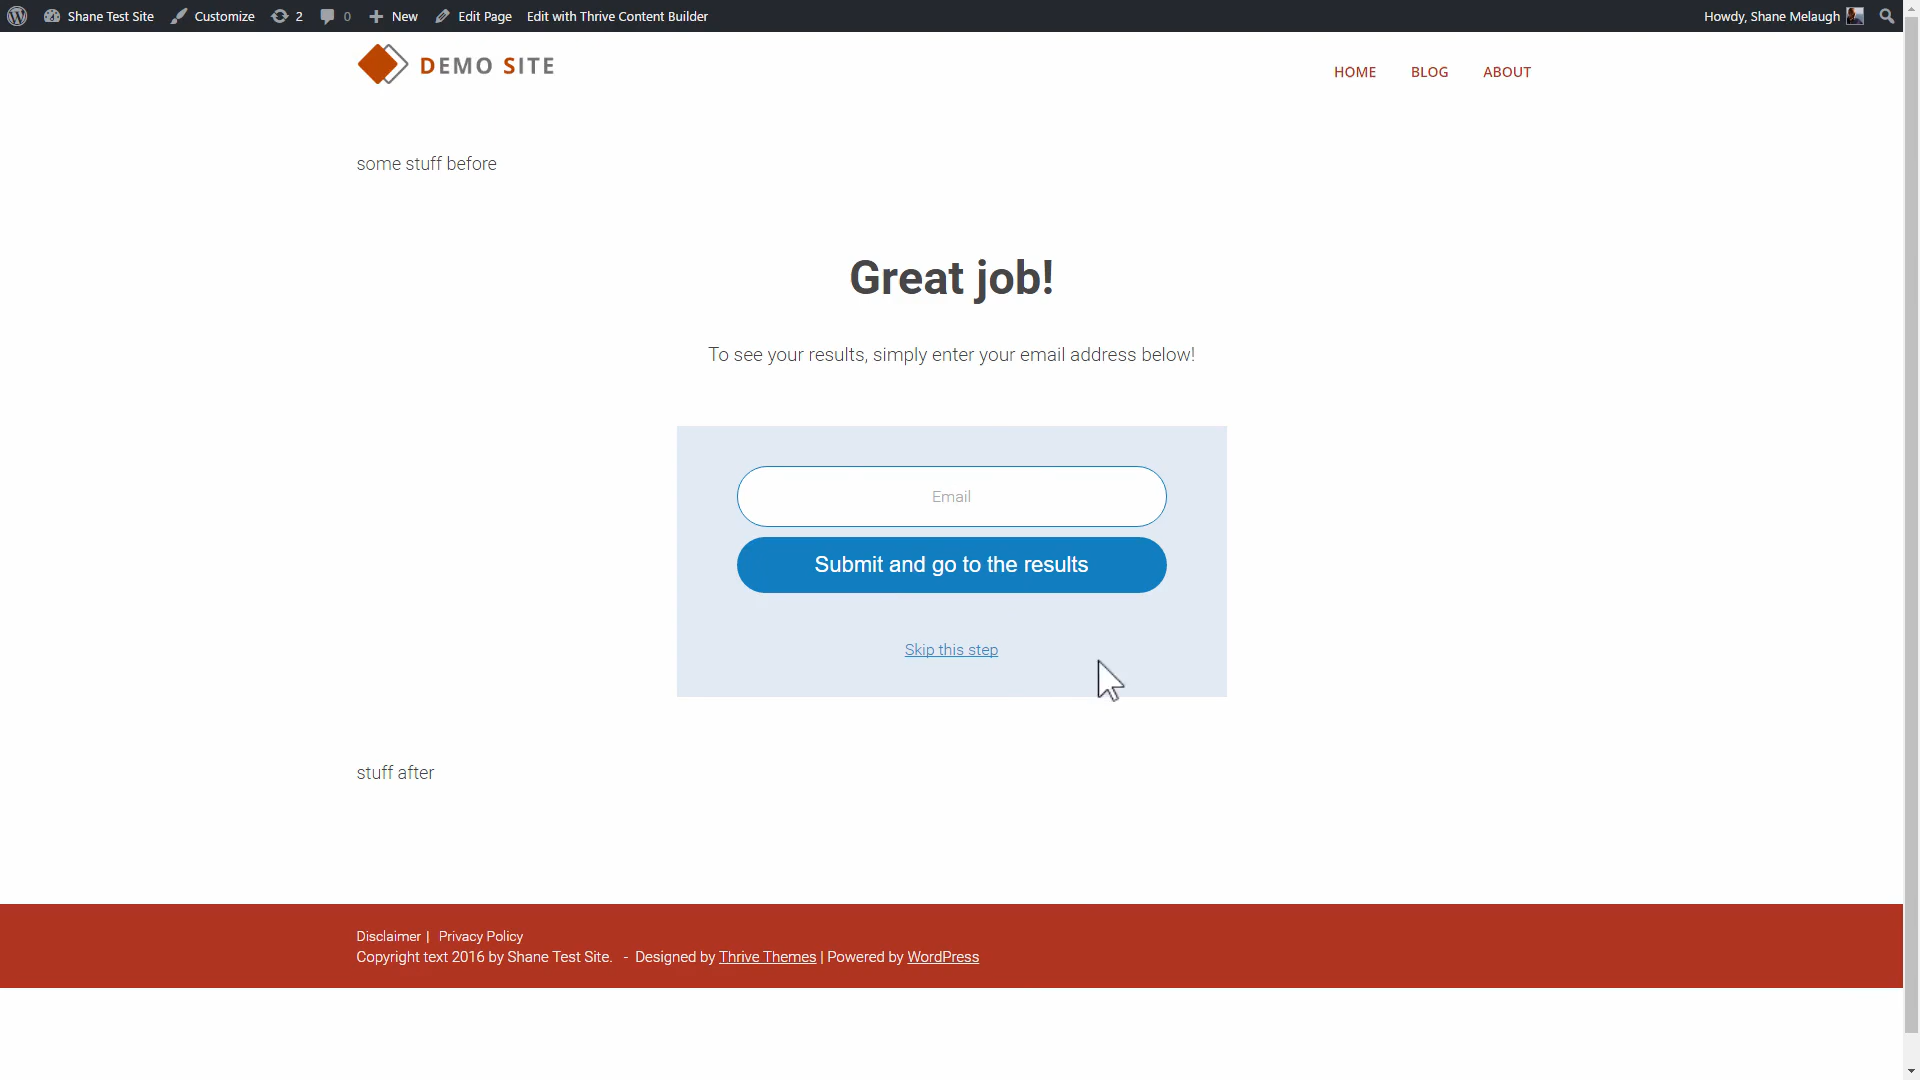 Shane Test Site Customize 2 0 New Edit Page Edit with Thrive Content Builder Howdy, Shane Melaugh
DEMO SITE
HOME BLOG ABOUT
some stuff before
Great job!
To see your results, simply enter your email address below!
Email
Submit and go to the results
Skip this step
stuff after
Disclaimer | Privacy Policy
Copyright text 2016 by Shane Test Site. - Designed by Thrive Themes | Powered by WordPress